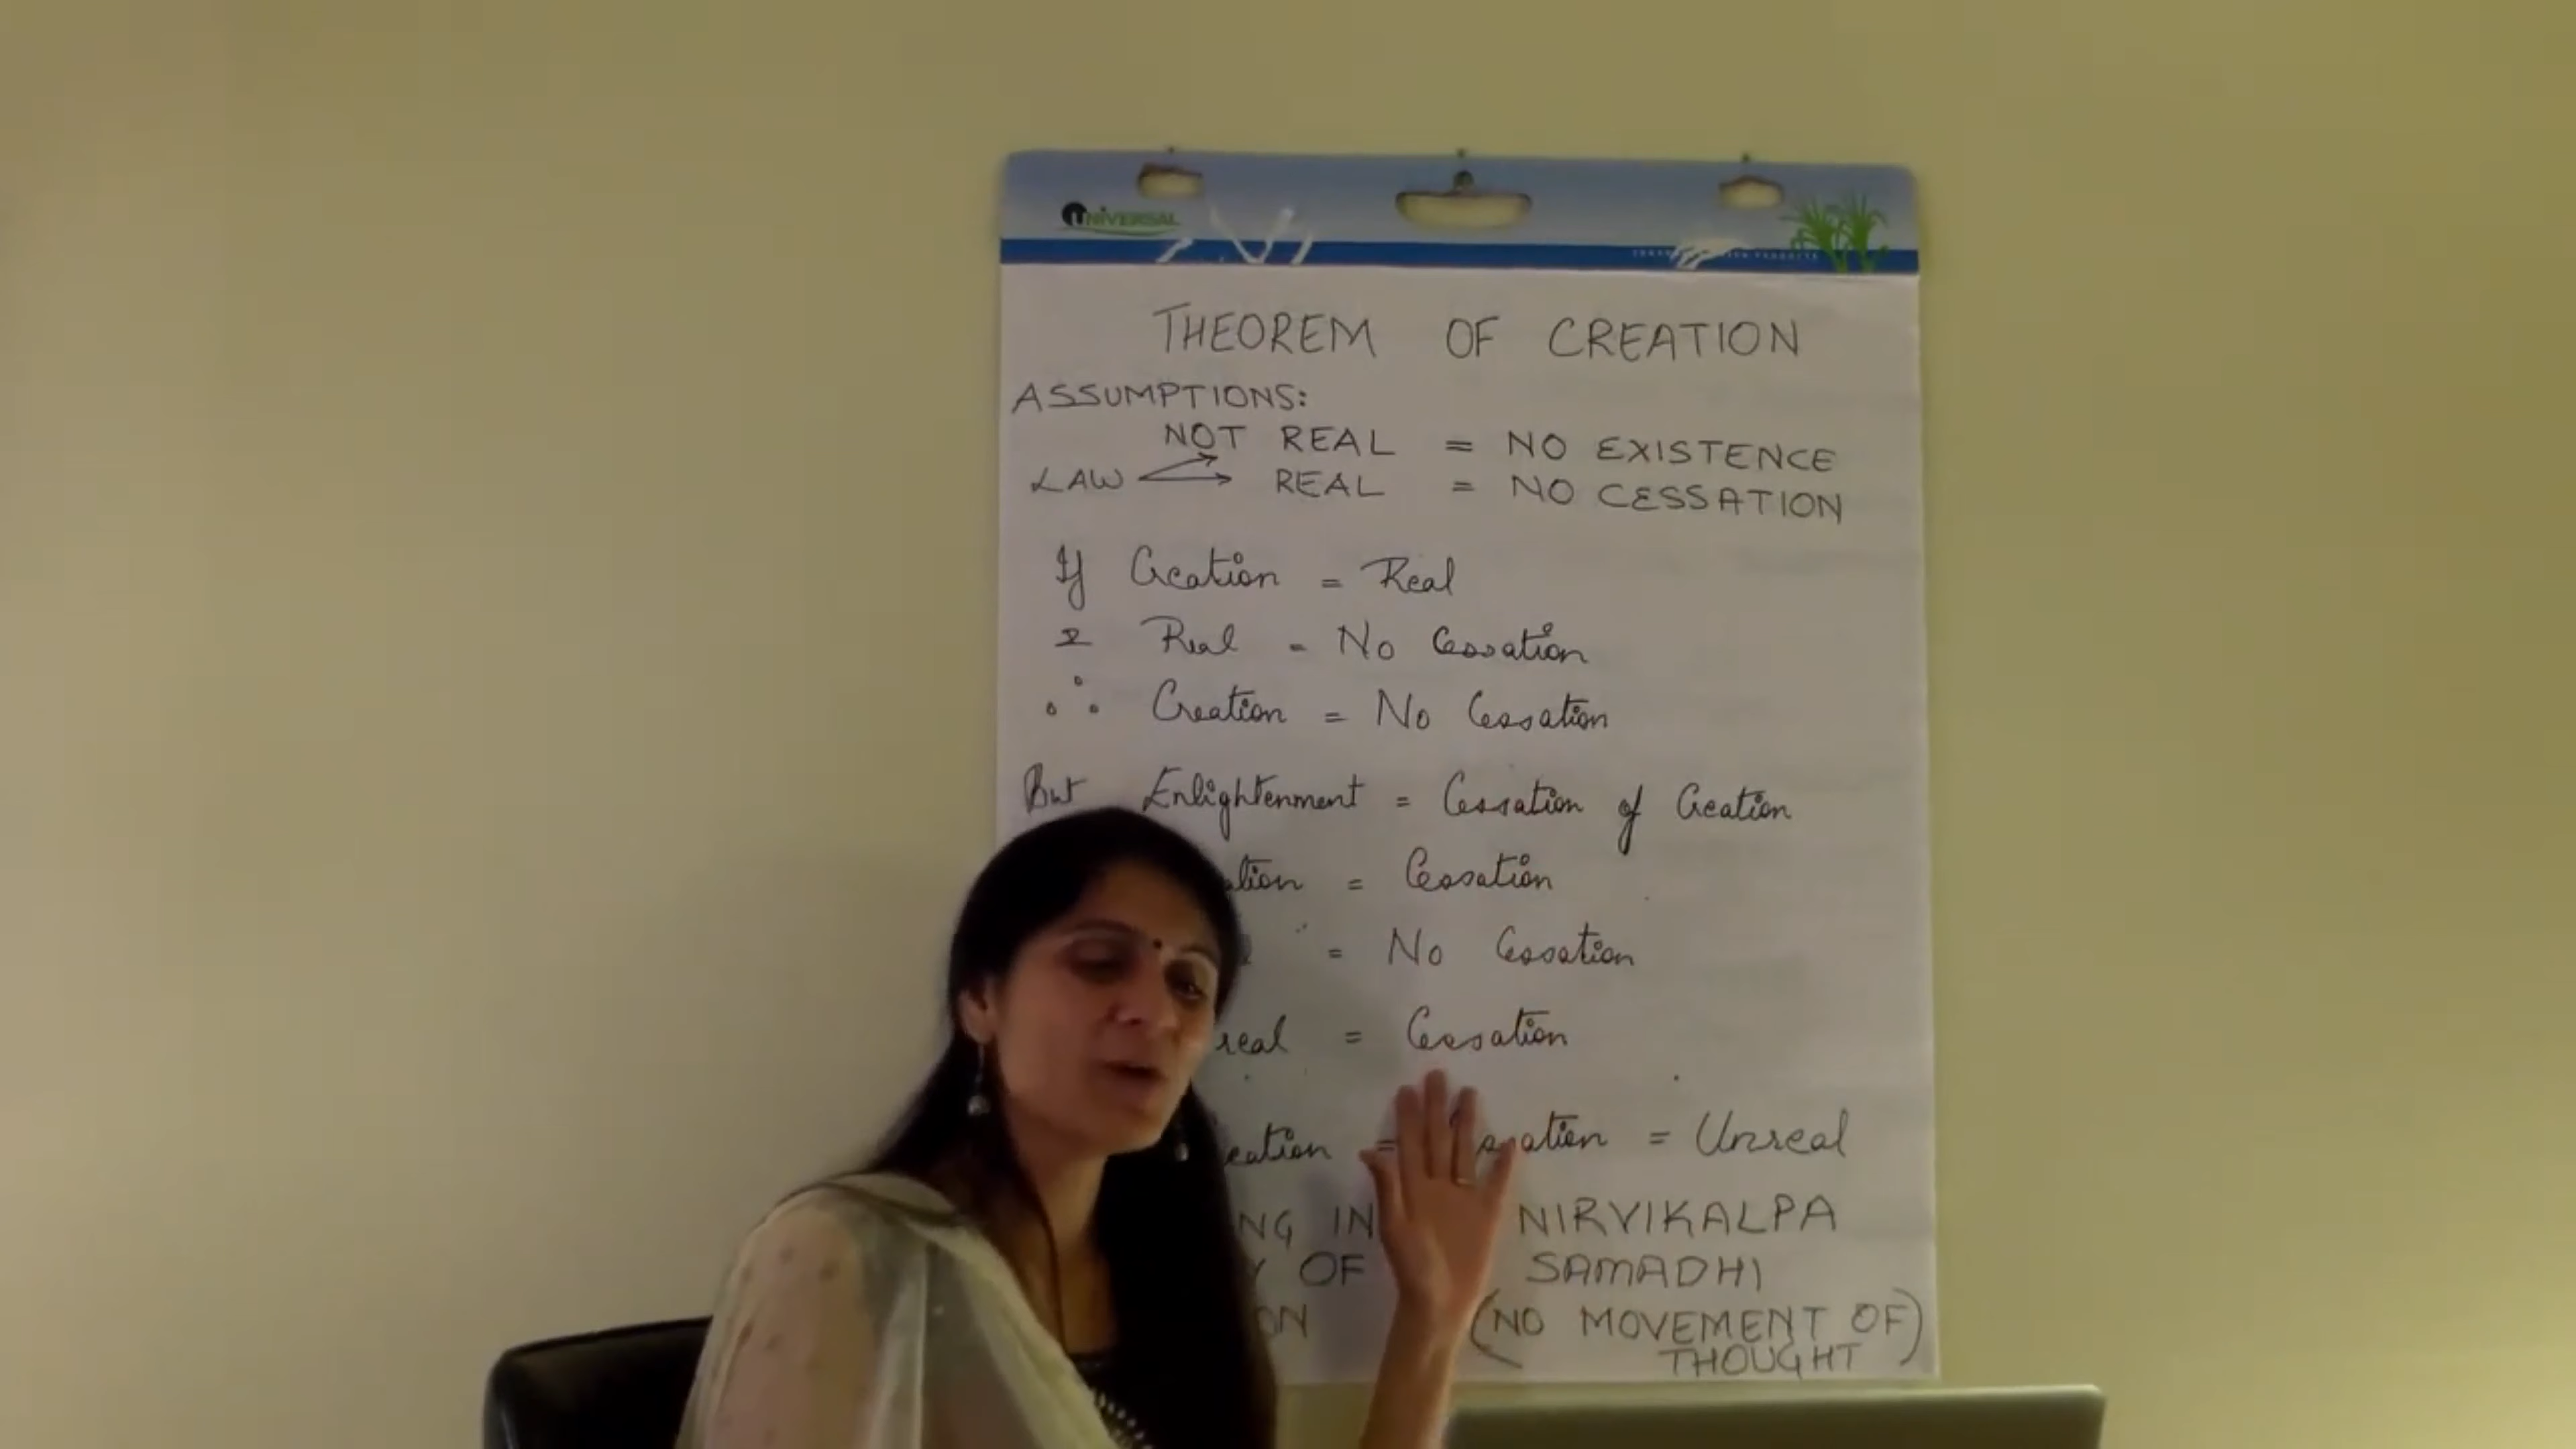 UNIVERSAL
THEOREM OF CREATION
ASSUMPTIONS:
NOT REAL = NO EXISTENCE
LAW REAL = NO CESSATION
If Creation = Real
Real = No Cessation
∴ Creation = No Cessation
But Enlightenment = Cessation of Creation
= Cessation
= No Cessation
real = Cessation
= = Unreal
IN NIRVIKALPA
OF SAMADHI
(NO MOVEMENT OF
THOUGHT)